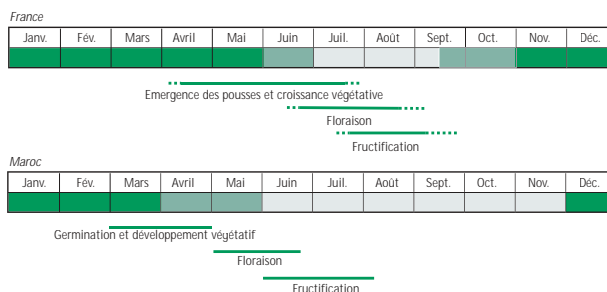 France
Janv. Fév. Mars Avril Mai Juin Juil. Août Sept. Oct. Nov. Déc.
Emergence des pousses et croissance végétative
Floraison
Fructification
Maroc
Janv. Fév. Mars Avril Mai Juin Juil. Août Sept. Oct. Nov. Déc.
Germination et développement végétatif
Floraison
Fructification